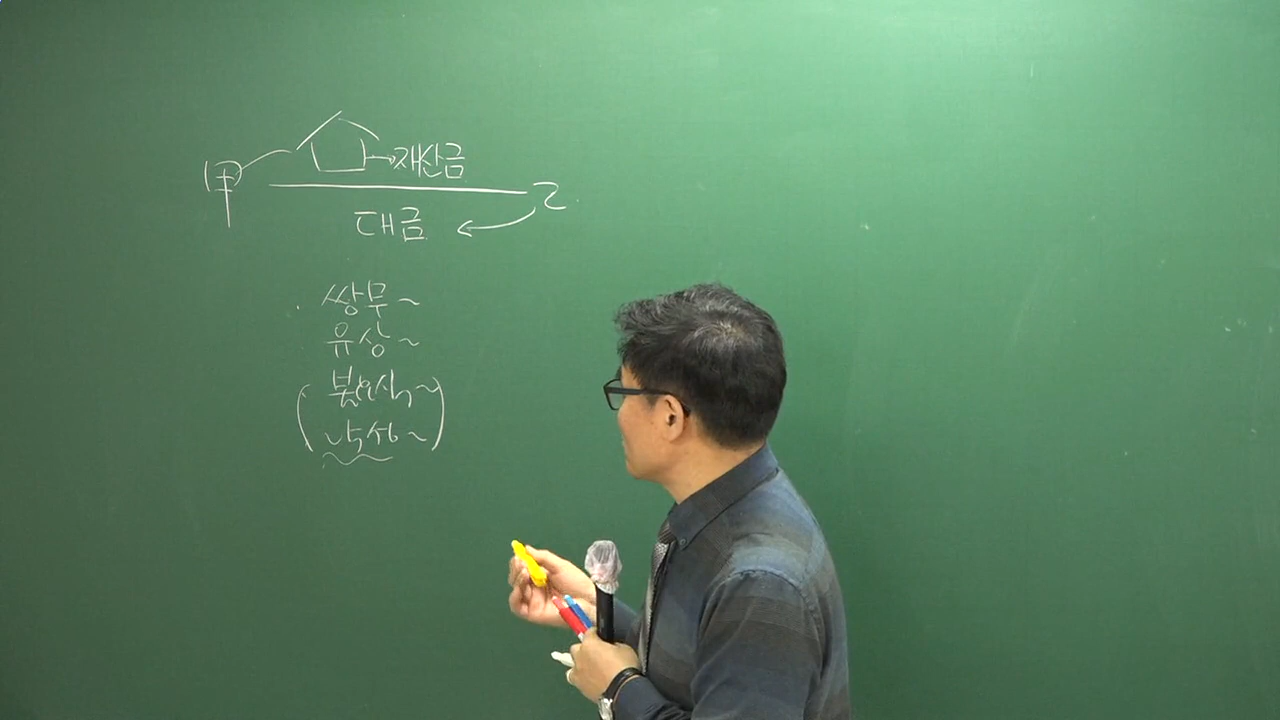 甲 재산금 乙
대금
쌍무~
유상~
(불요식~
낙성~)